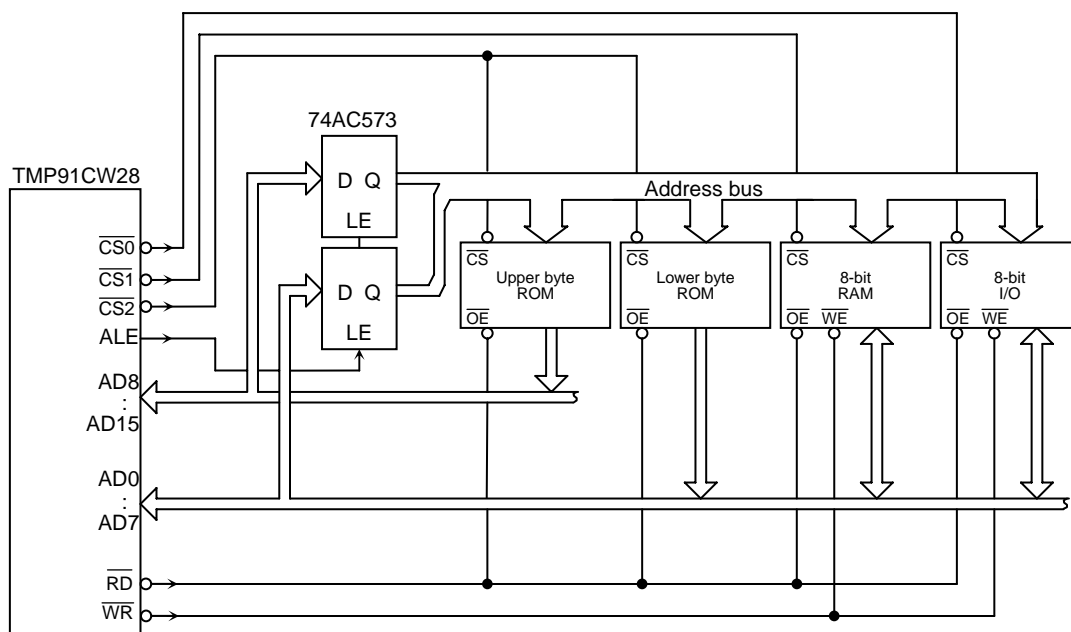 74AC573
TMP91CW28
D Q
LE
Address bus
CS0
CS1
CS2
ALE
D Q
LE
CS
Upper byte
ROM
OE
CS
Lower byte
ROM
OE
CS
8-bit
RAM
OE WE
CS
8-bit
I/O
OE WE
AD8
:
AD15
AD0
:
AD7
RD
WR